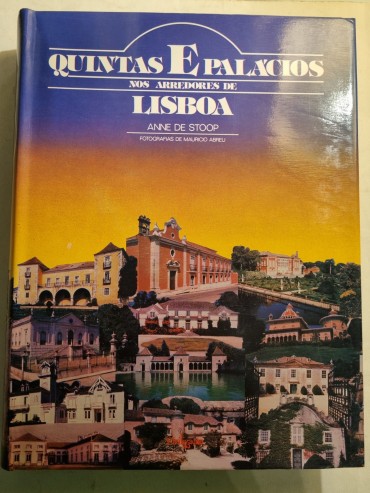 QUINTAS E PALÁCIOS
NOS ARREDORES DE
LISBOA
ANNE DE STOOP
FOTOGRAFIAS DE MAURÍCIO ABREU